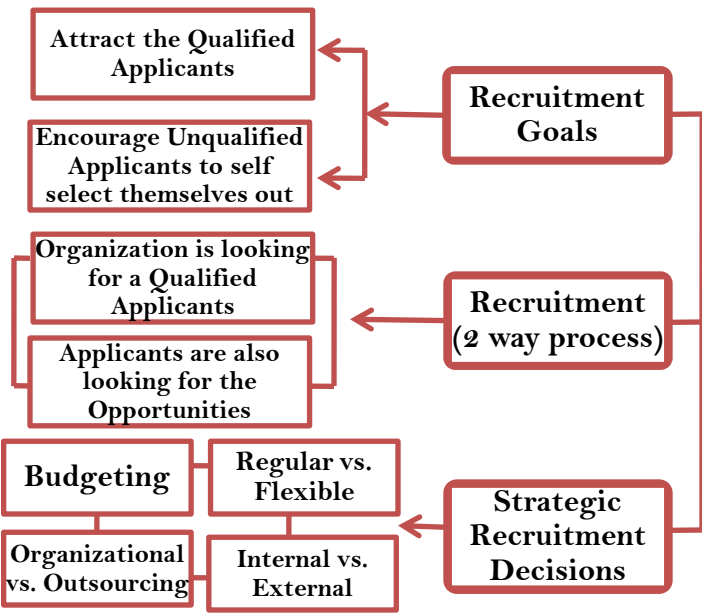 Attract the Qualified
Applicants
Recruitment
Goals
Encourage Unqualified
Applicants to self
select themselves out
Organization is looking
for a Qualified
Applicants
Recruitment
(2 way process)
Applicants are also
looking for the
Opportunities
Budgeting
Regular vs.
Flexible
Strategic
Recruitment
Decisions
Organizational
vs. Outsourcing
Internal vs.
External